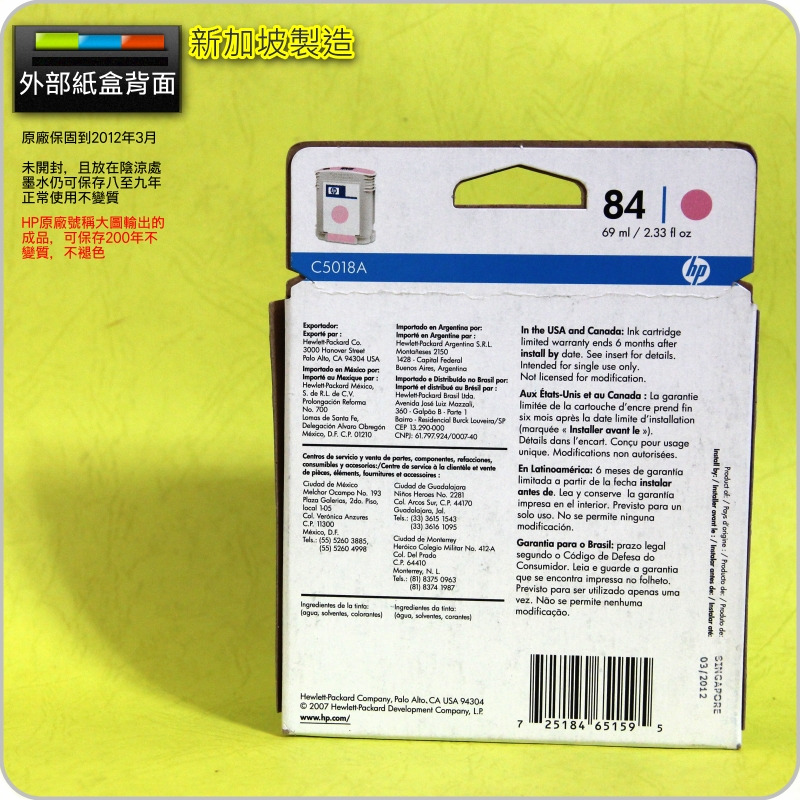 新加坡製造
外部紙盒背面
原廠保固到2012年3月
未開封，且放在陰涼處
墨水仍可保存八至九年
正常使用不變質
HP原廠號稱大圖輸出的
成品，可保存200年不
變質，不褪色
hp
84
69 ml / 2.33 fl oz
C5018A
hp
Exportador:
Exporté par :
Hewlett-Packard Co.
3000 Hanover Street
Palo Alto, CA 94304 USA
Importado en México por:
Importé au Mexique par :
Hewlett-Packard México,
S. de R.L. de C.V.
Prolongación Reforma
No. 700
Lomas de Santa Fe,
Delegación Alvaro Obregón
México, D.F. C.P. 01210
Importado en Argentina por:
Importé en Argentine par :
Hewlett-Packard Argentina S.R.L.
Montañeses 2150
1428 - Capital Federal
Buenos Aires, Argentina
Importado e Distribuído no Brasil por:
Importé et distribué au Brésil par :
Hewlett-Packard Brasil Ltda.
Avenida José Luiz Mazzali,
360 - Galpão B - Parte 1
Bairro - Residencial Burck Louveira/SP
CEP 13.290-000
CNPJ: 61.797.924/0007-40
Centros de servicio y venta de partes, componentes, refacciones,
consumibles y accesorios:/Centre de service à la clientèle et vente
de pièces, éléments, fournitures et accessoires :
Ciudad de México
Melchor Ocampo No. 193
Plaza Galerías, 2do. Piso,
local 1-05
Col. Verónica Anzures
C.P. 11300
México, D.F.
Tels.: (55) 5260 3885,
(55) 5260 4998
Ciudad de Guadalajara
Niños Heroes No. 2281
Col. Arcos Sur, C.P. 44170
Guadalajara, Jal.
Tels.: (33) 3615 1543
(33) 3616 1095
Ciudad de Monterrey
Heróico Colegio Militar No. 412-A
Col. Del Prado
C.P. 64410
Monterrey, N. L.
Tels.: (81) 8375 0963
(81) 8374 1987
Ingredientes de la tinta:
(agua, solventes, colorantes)
Ingredientes da tinta:
(água, solventes, corantes)
Hewlett-Packard Company, Palo Alto, CA USA 94304
© 2007 Hewlett-Packard Development Company, L.P.
www.hp.com/
In the USA and Canada: Ink cartridge
limited warranty ends 6 months after
install by date. See insert for details.
Intended for single use only.
Not licensed for modification.
Aux États-Unis et au Canada : La garantie
limitée de la cartouche d’encre prend fin
six mois après la date limite d’installation
(marquée « Installer avant le »).
Détails dans l’encart. Conçu pour usage
unique. Modifications non autorisées.
En Latinoamérica: 6 meses de garantía
limitada a partir de la fecha instalar
antes de. Lea y conserve la garantía
impresa en el interior. Previsto para un
solo uso. No se permite ninguna
modificación.
Garantia para o Brasil: prazo legal
segundo o Código de Defesa do
Consumidor. Leia e guarde a garantia
que se encontra impressa no folheto.
Previsto para ser utilizado apenas uma
vez. Não se permite nenhuma
modificação.
Product of: / Pays d'origine : / Producto de: / Produto de:
Install by: / Installer avant le : / Instalar antes de: / Instalar até:
SINGAPORE
03/2012
7 25184 65159 5